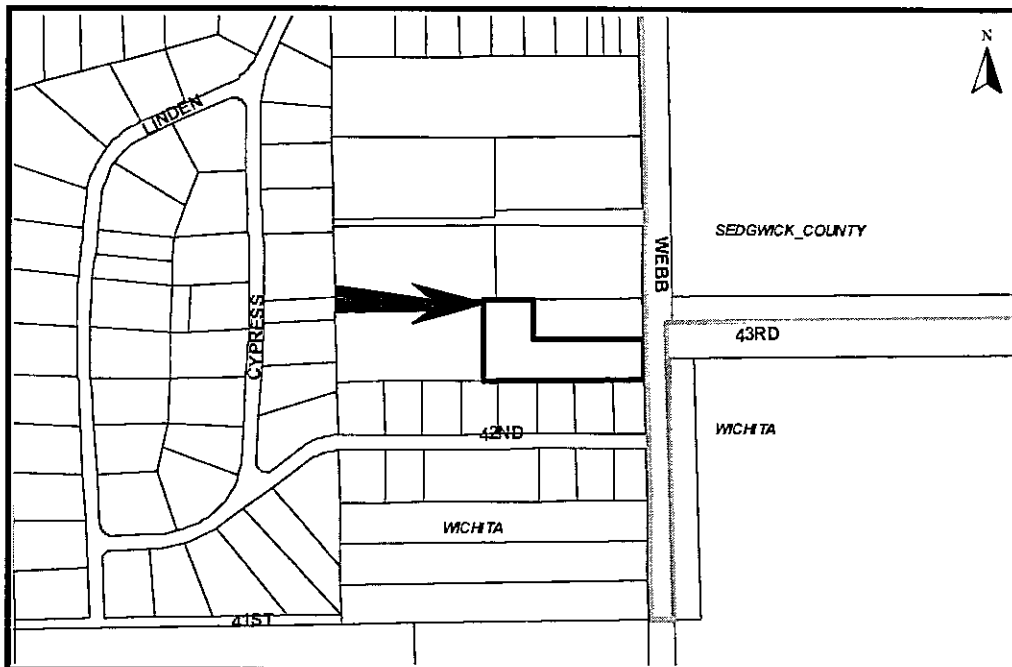 N
LINDEN
SEDGWICK_COUNTY
WEBB
CYPRESS
43RD
42ND
WICHITA
WICHITA
41ST